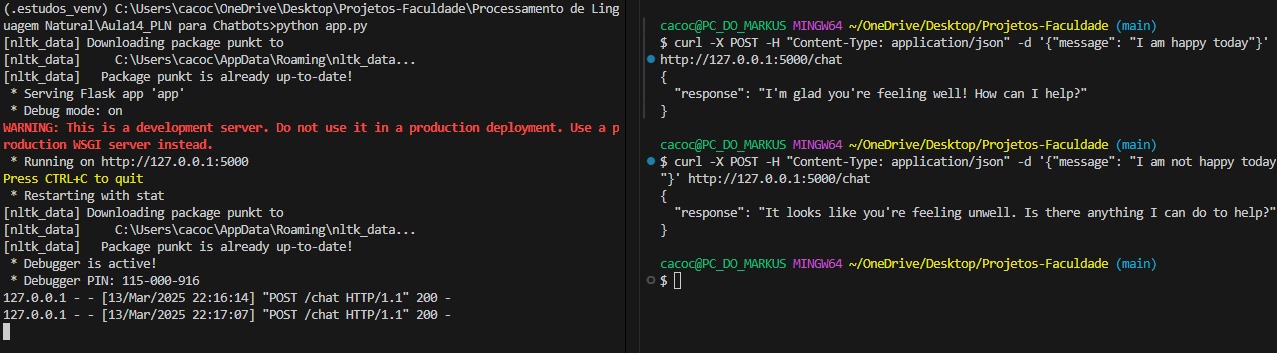 (.estudos_venv) C:\Users\cacoc\OneDrive\Desktop\Projetos-Faculdade\Processamento de Ling
uagem Natural\Aula14_PLN para Chatbots>python app.py
[nltk_data] Downloading package punkt to
[nltk_data]     C:\Users\cacoc\AppData\Roaming\nltk_data...
[nltk_data]   Package punkt is already up-to-date!
 * Serving Flask app 'app'
 * Debug mode: on
WARNING: This is a development server. Do not use it in a production deployment. Use a p
roduction WSGI server instead.
 * Running on http://127.0.0.1:5000
Press CTRL+C to quit
 * Restarting with stat
[nltk_data] Downloading package punkt to
[nltk_data]     C:\Users\cacoc\AppData\Roaming\nltk_data...
[nltk_data]   Package punkt is already up-to-date!
 * Debugger is active!
 * Debugger PIN: 115-000-916
127.0.0.1 - - [13/Mar/2025 22:16:14] "POST /chat HTTP/1.1" 200 -
127.0.0.1 - - [13/Mar/2025 22:17:07] "POST /chat HTTP/1.1" 200 -
cacoc@PC_DO_MARKUS MINGW64 ~/OneDrive/Desktop/Projetos-Faculdade (main)
$ curl -X POST -H "Content-Type: application/json" -d '{"message": "I am happy today"}'
http://127.0.0.1:5000/chat
{
  "response": "I'm glad you're feeling well! How can I help?"
}
cacoc@PC_DO_MARKUS MINGW64 ~/OneDrive/Desktop/Projetos-Faculdade (main)
$ curl -X POST -H "Content-Type: application/json" -d '{"message": "I am not happy today
"}' http://127.0.0.1:5000/chat
{
  "response": "It looks like you're feeling unwell. Is there anything I can do to help?"
}
cacoc@PC_DO_MARKUS MINGW64 ~/OneDrive/Desktop/Projetos-Faculdade (main)
$